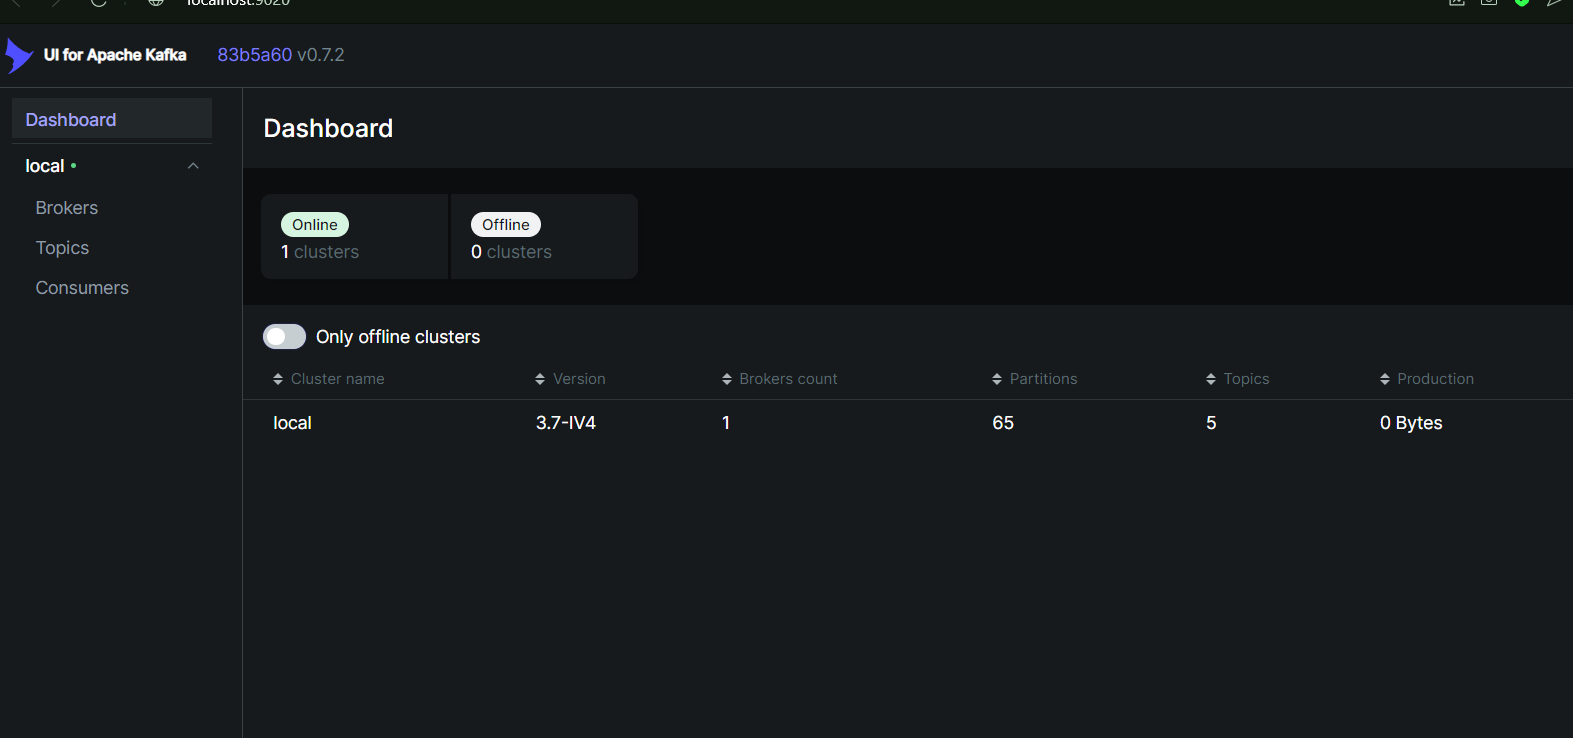 localhost:9020
UI for Apache Kafka 83b5a60 v0.7.2
Dashboard
local
Brokers
Topics
Consumers
Dashboard
Online
1 clusters
Offline
0 clusters
Only offline clusters
Cluster name Version Brokers count Partitions Topics Production
local 3.7-IV4 1 65 5 0 Bytes